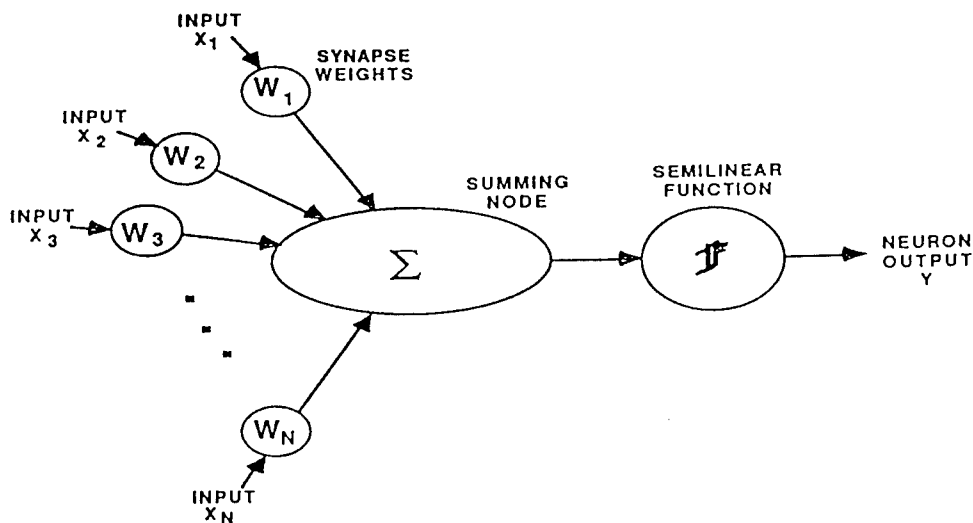 INPUT
X1
SYNAPSE
WEIGHTS
W1
INPUT
X2
W2
INPUT
X3
W3
SUMMING
NODE
Σ
SEMILINEAR
FUNCTION
F
NEURON
OUTPUT
Y
WN
INPUT
XN